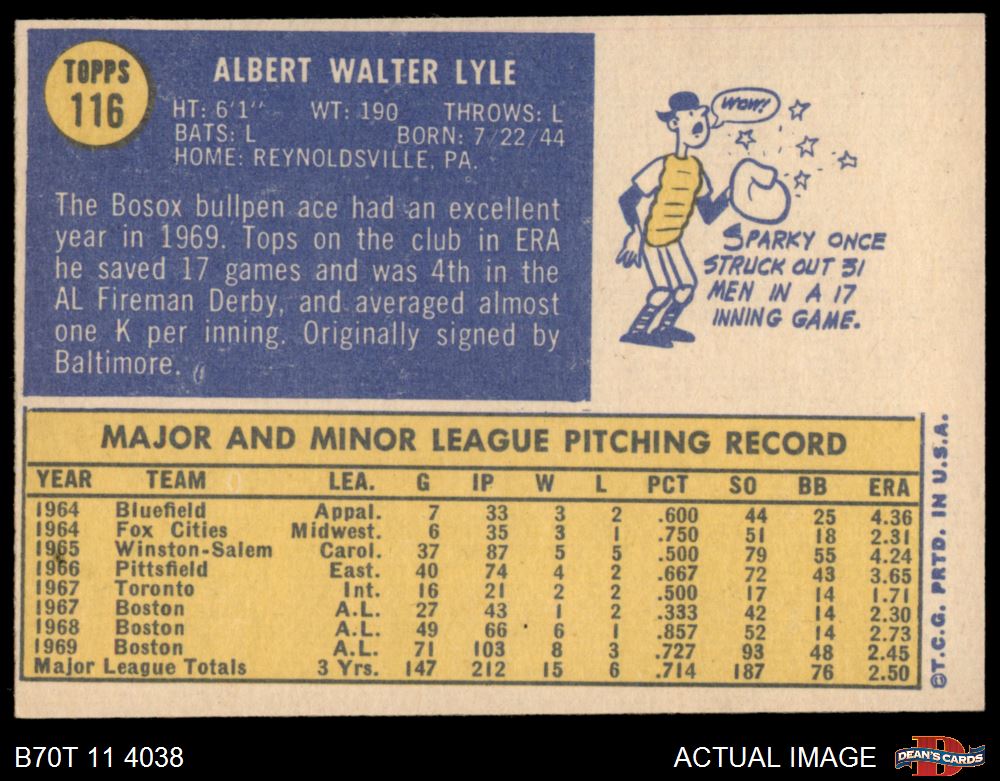 TOPPS
116
ALBERT WALTER LYLE
HT: 6'1" WT: 190 THROWS: L
BATS: L BORN: 7/22/44
HOME: REYNOLDSVILLE, PA.
The Bosox bullpen ace had an excellent
year in 1969. Tops on the club in ERA
he saved 17 games and was 4th in the
AL Fireman Derby, and averaged almost
one K per inning. Originally signed by
Baltimore.
WOW!
SPARKY ONCE
STRUCK OUT 31
MEN IN A 17
INNING GAME.
MAJOR AND MINOR LEAGUE PITCHING RECORD
YEAR TEAM LEA. G IP W L PCT SO BB ERA
1964 Bluefield Appal. 7 33 3 2 .600 44 25 4.36
1964 Fox Cities Midwest. 6 35 3 1 .750 51 18 2.31
1965 Winston-Salem Carol. 37 87 5 5 .500 79 55 4.24
1966 Pittsfield East. 40 74 4 2 .667 72 43 3.65
1967 Toronto Int. 16 21 2 2 .500 17 14 1.71
1967 Boston A.L. 27 43 1 2 .333 42 14 2.30
1968 Boston A.L. 49 66 6 1 .857 52 14 2.73
1969 Boston A.L. 71 103 8 3 .727 93 48 2.45
Major League Totals 3 Yrs. 147 212 15 6 .714 187 76 2.50
©T.C.G. PRTD. IN U.S.A.
B70T 11 4038
ACTUAL IMAGE
DEAN'S CARDS